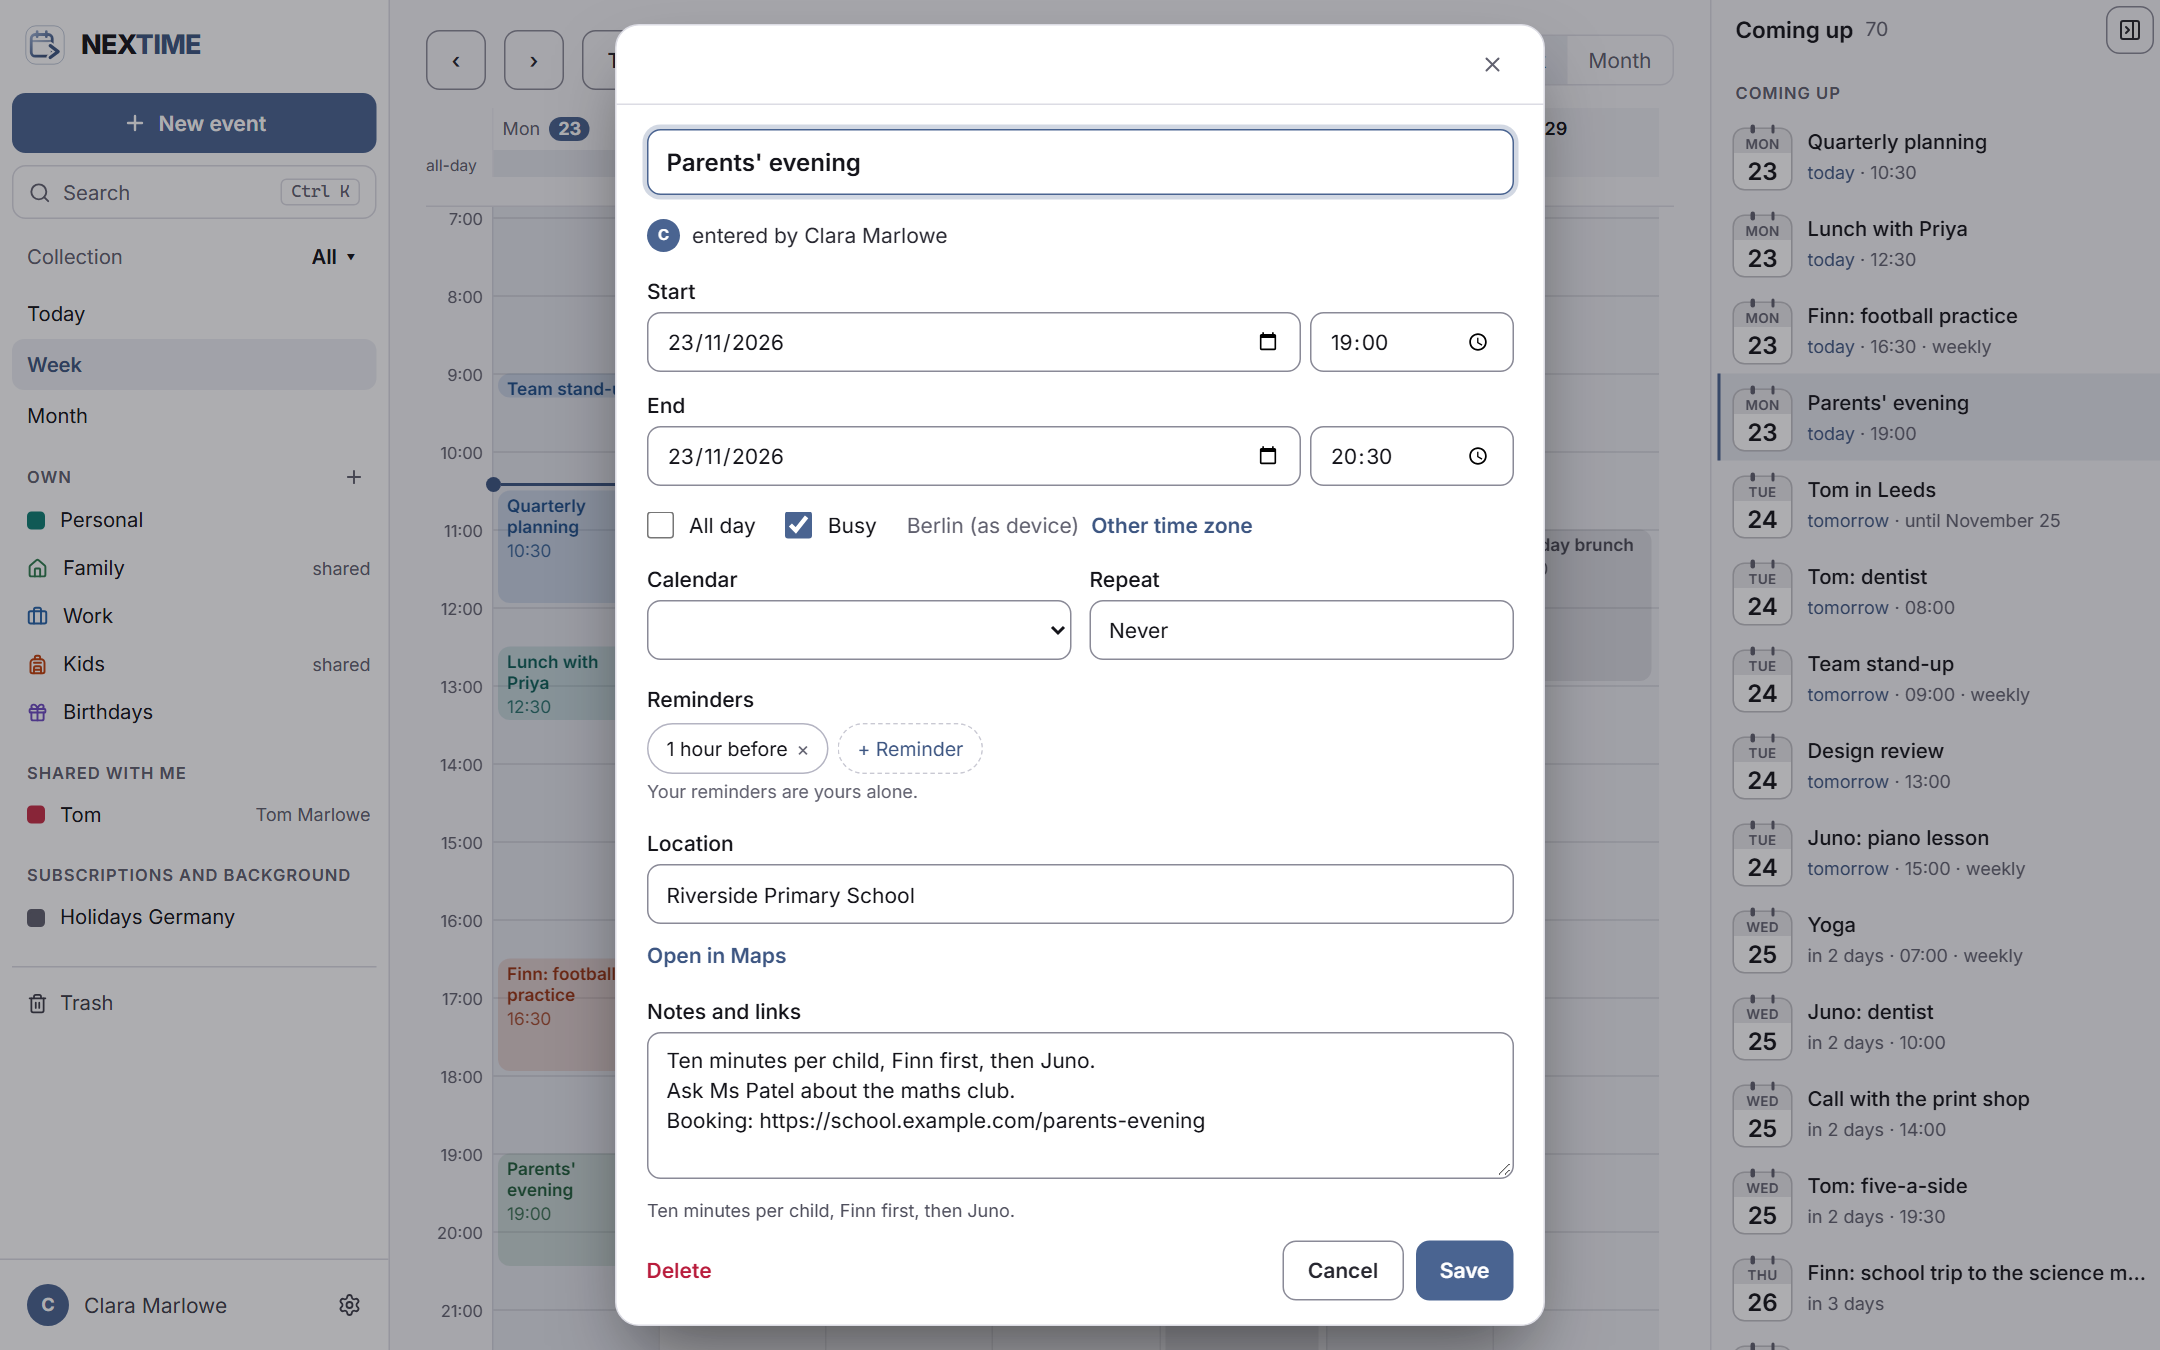 NEXTIME
+ New event
Search Ctrl K
Collection All
Today
Week
Month
OWN
Personal
Family shared
Work
Kids shared
Birthdays
SHARED WITH ME
Tom Tom Marlowe
SUBSCRIPTIONS AND BACKGROUND
Holidays Germany
Trash
C Clara Marlowe
Month
Mon 23
29
all-day
7:00
8:00
9:00
10:00
11:00
12:00
13:00
14:00
15:00
16:00
17:00
18:00
19:00
20:00
21:00
Team stand-
Quarterly
planning
10:30
Lunch with
Priya
12:30
Finn: football
practice
16:30
Parents'
evening
19:00
day brunch
Parents' evening
C entered by Clara Marlowe
Start
23/11/2026 19:00
End
23/11/2026 20:30
All day Busy Berlin (as device) Other time zone
Calendar Repeat
Never
Reminders
1 hour before × + Reminder
Your reminders are yours alone.
Location
Riverside Primary School
Open in Maps
Notes and links
Ten minutes per child, Finn first, then Juno.
Ask Ms Patel about the maths club.
Booking: https://school.example.com/parents-evening
Ten minutes per child, Finn first, then Juno.
Delete Cancel Save
Coming up 70
COMING UP
MON 23 Quarterly planning
today · 10:30
MON 23 Lunch with Priya
today · 12:30
MON 23 Finn: football practice
today · 16:30 · weekly
MON 23 Parents' evening
today · 19:00
TUE 24 Tom in Leeds
tomorrow · until November 25
TUE 24 Tom: dentist
tomorrow · 08:00
TUE 24 Team stand-up
tomorrow · 09:00 · weekly
TUE 24 Design review
tomorrow · 13:00
TUE 24 Juno: piano lesson
tomorrow · 15:00 · weekly
WED 25 Yoga
in 2 days · 07:00 · weekly
WED 25 Juno: dentist
in 2 days · 10:00
WED 25 Call with the print shop
in 2 days · 14:00
WED 25 Tom: five-a-side
in 2 days · 19:30
THU 26 Finn: school trip to the science m...
in 3 days